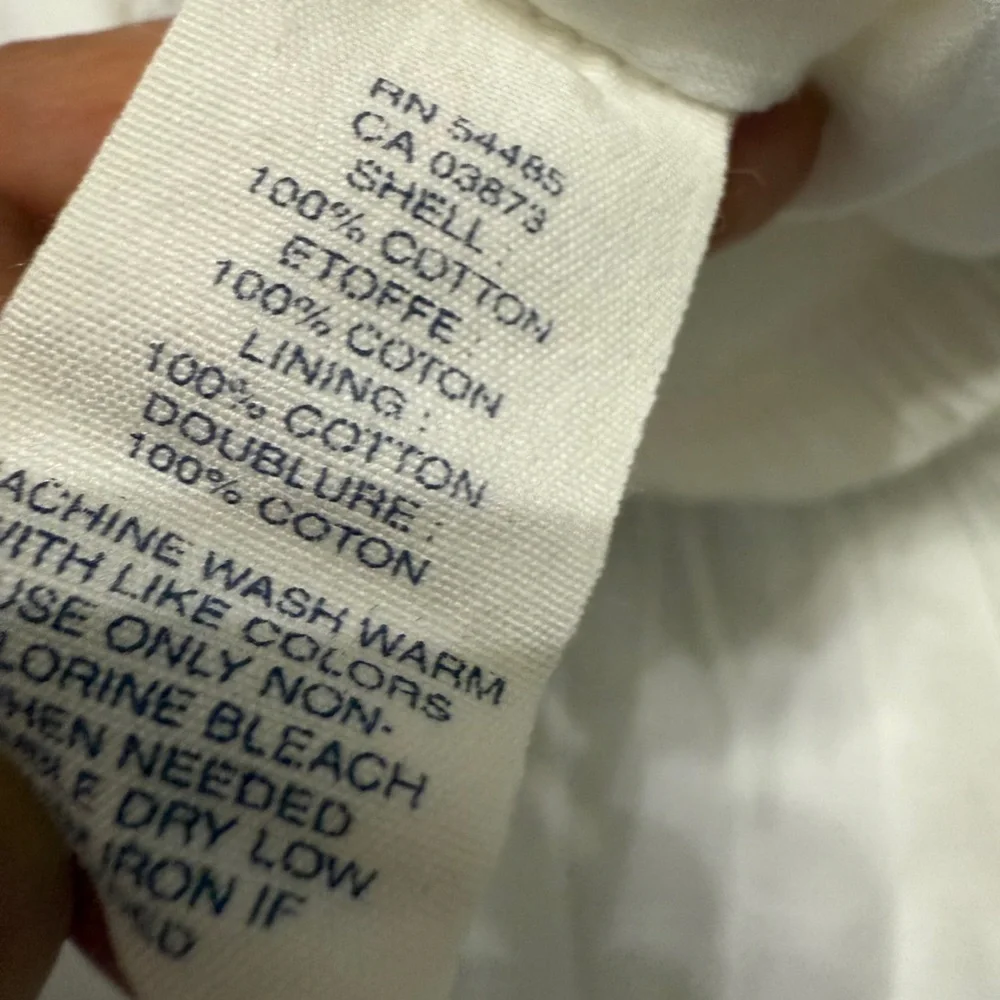 RN 54485
CA 03873
SHELL :
100% COTTON
ETOFFE :
100% COTON
LINING :
100% COTTON
DOUBLURE :
100% COTON
ACHINE WASH WARM
ITH LIKE COLORS
USE ONLY NON-
LORINE BLEACH
HEN NEEDED
E DRY LOW
IRON IF